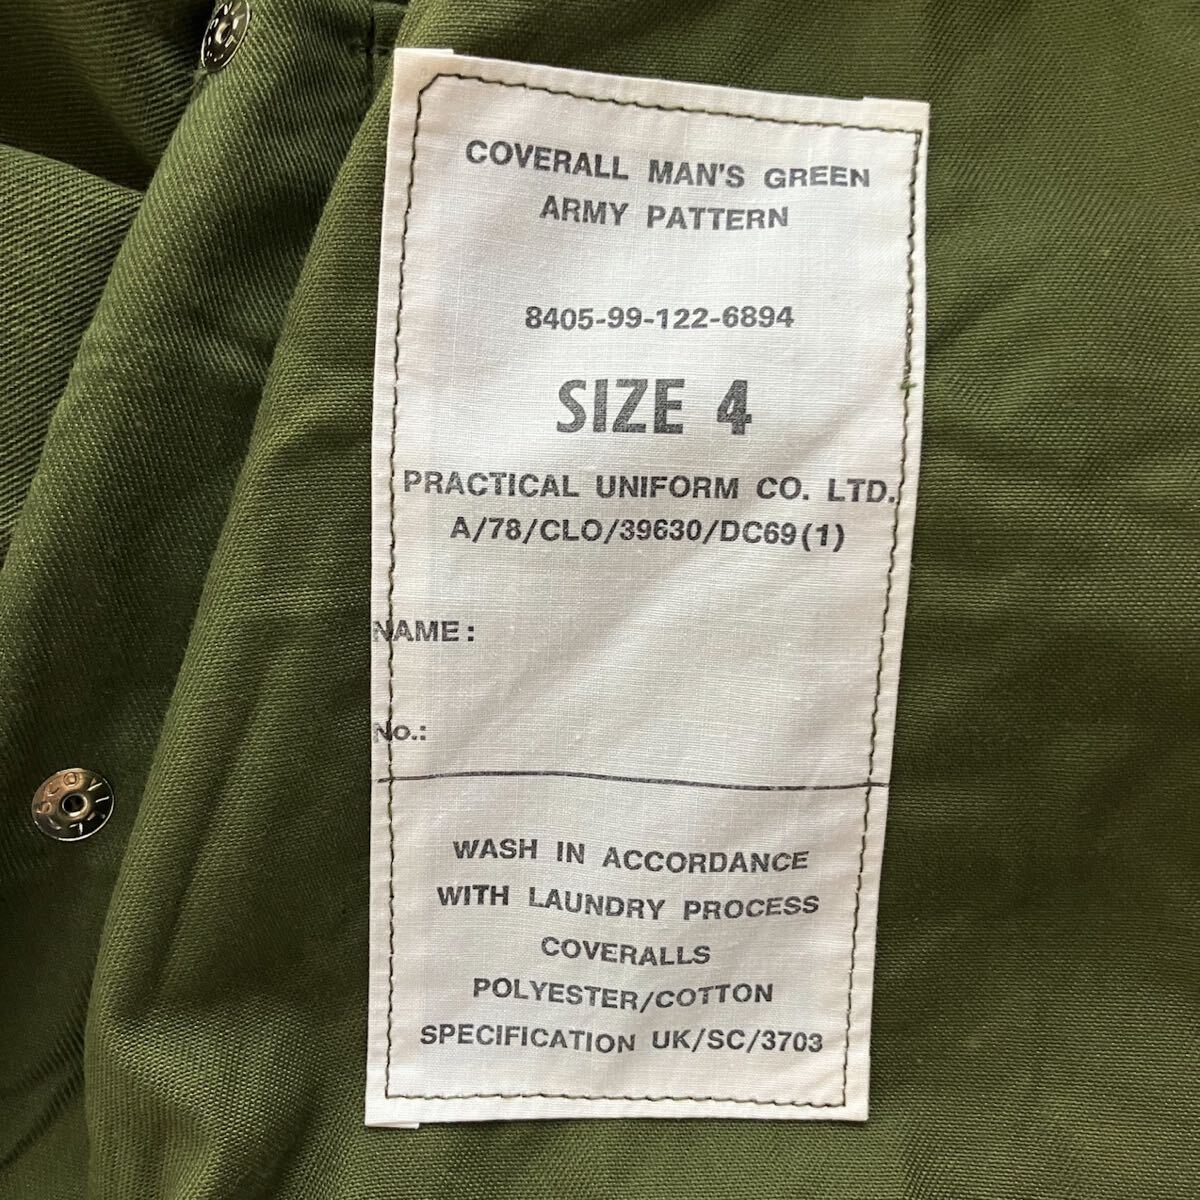 COVERALL MAN'S GREEN
ARMY PATTERN
8405-99-122-6894
SIZE 4
PRACTICAL UNIFORM CO. LTD.
A/78/CLO/39630/DC69(1)
NAME:
No.:
WASH IN ACCORDANCE
WITH LAUNDRY PROCESS
COVERALLS
POLYESTER/COTTON
SPECIFICATION UK/SC/3703